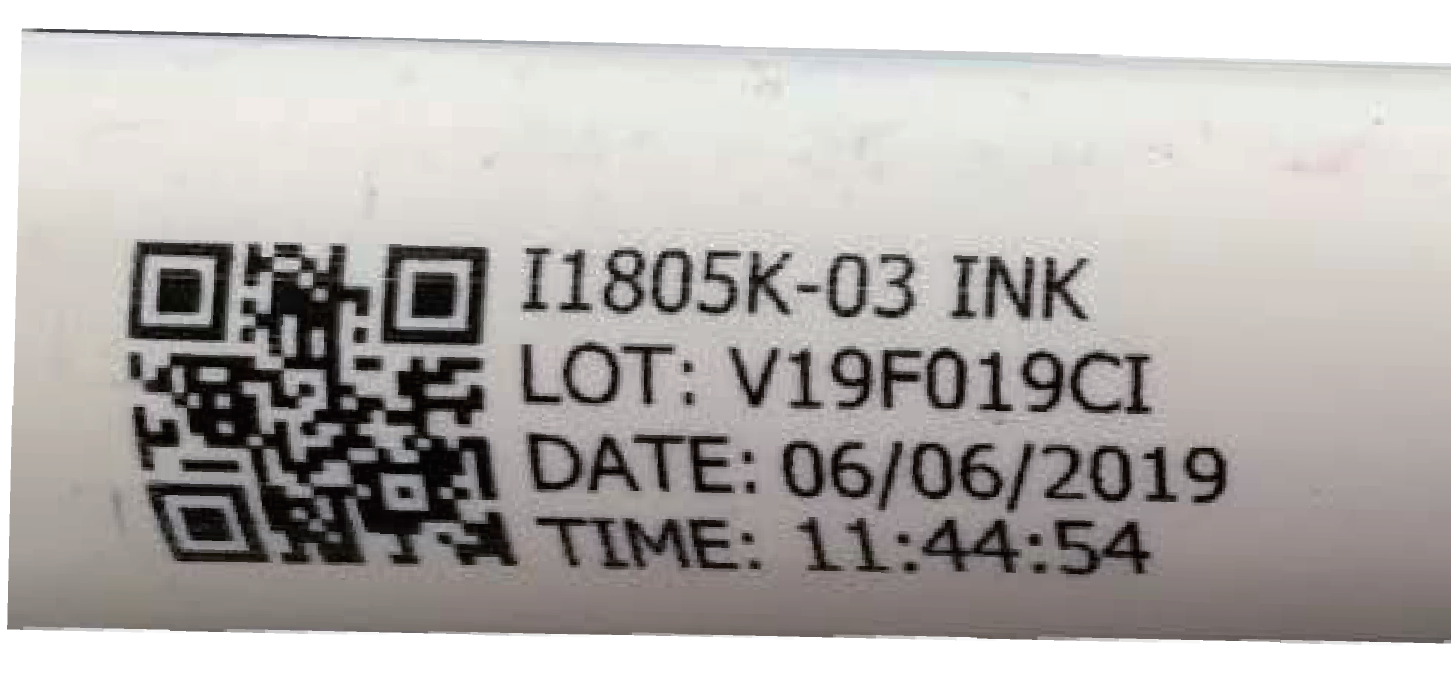 I1805K-03 INK
LOT: V19F019CI
DATE: 06/06/2019
TIME: 11:44:54